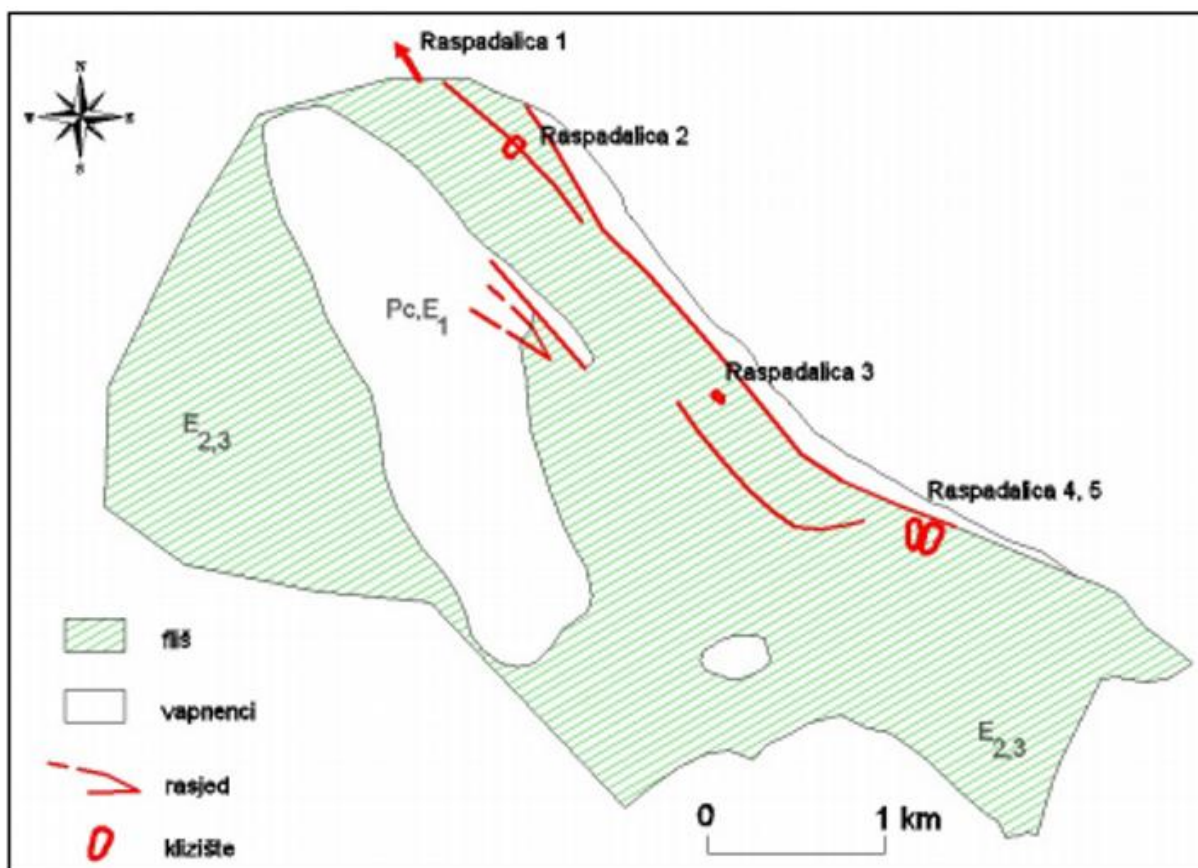 Raspadalica 1
N
W E
S
Raspadalica 2
Pc,E1
Raspadalica 3
E2,3
Raspadalica 4, 5
fliš
vapnenci
E2,3
rasjed
0 1 km
klizište